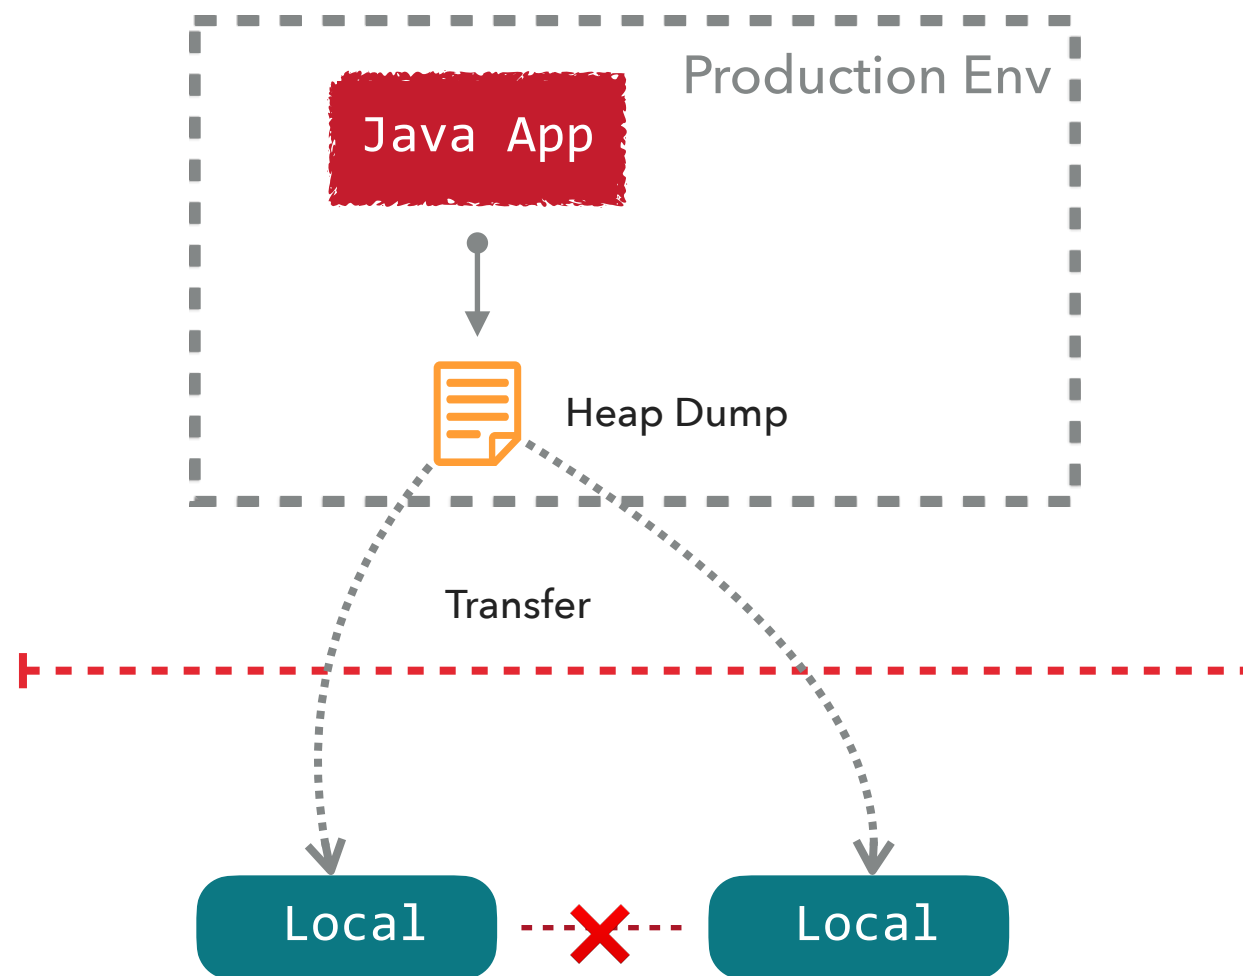 Production Env
Java App
Heap Dump
Transfer
Local
Local